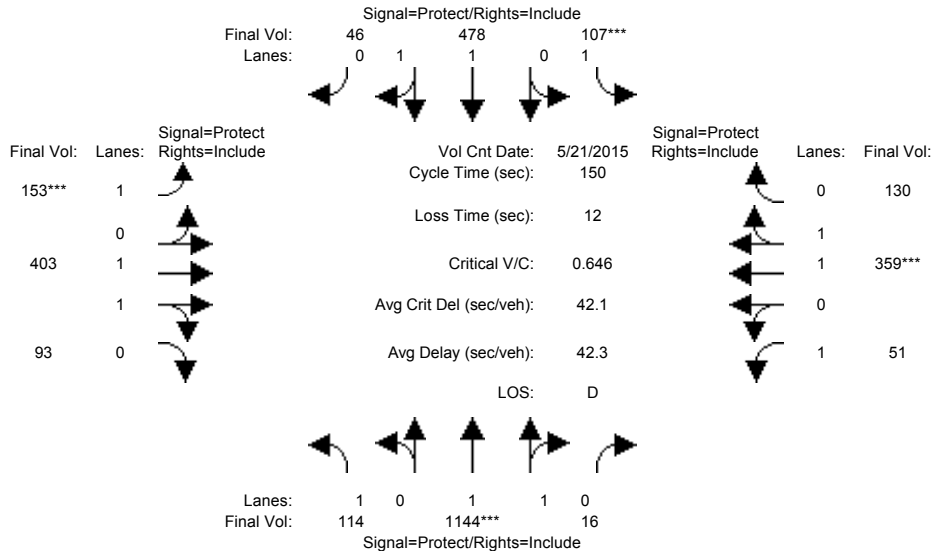 Signal=Protect/Rights=Include
Final Vol: 46 478 107***
Lanes: 0 1 1 0 1
Signal=Protect Signal=Protect
Final Vol: Lanes: Rights=Include Vol Cnt Date: 5/21/2015 Rights=Include Lanes: Final Vol:
Cycle Time (sec): 150
153*** 1 0 130
Loss Time (sec): 12
0 1
403 1 Critical V/C: 0.646 1 359***
1 Avg Crit Del (sec/veh): 42.1 0
93 0 Avg Delay (sec/veh): 42.3 1 51
LOS: D
Lanes: 1 0 1 1 0
Final Vol: 114 1144*** 16
Signal=Protect/Rights=Include